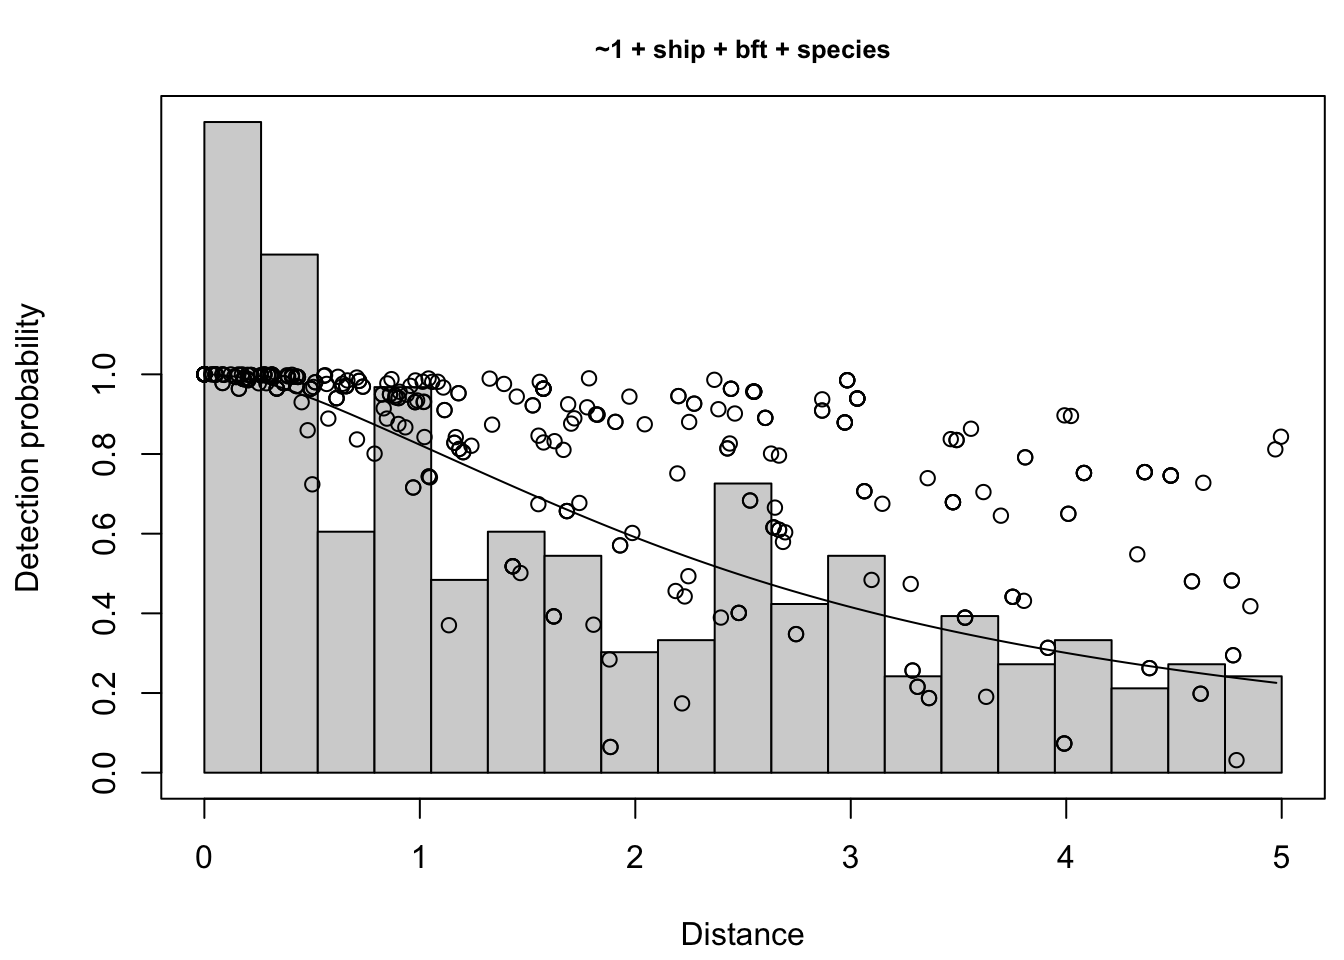 ~1 + ship + bft + species
Detection probability
1.0
0.8
0.6
0.4
0.2
0.0
0 1 2 3 4 5
Distance